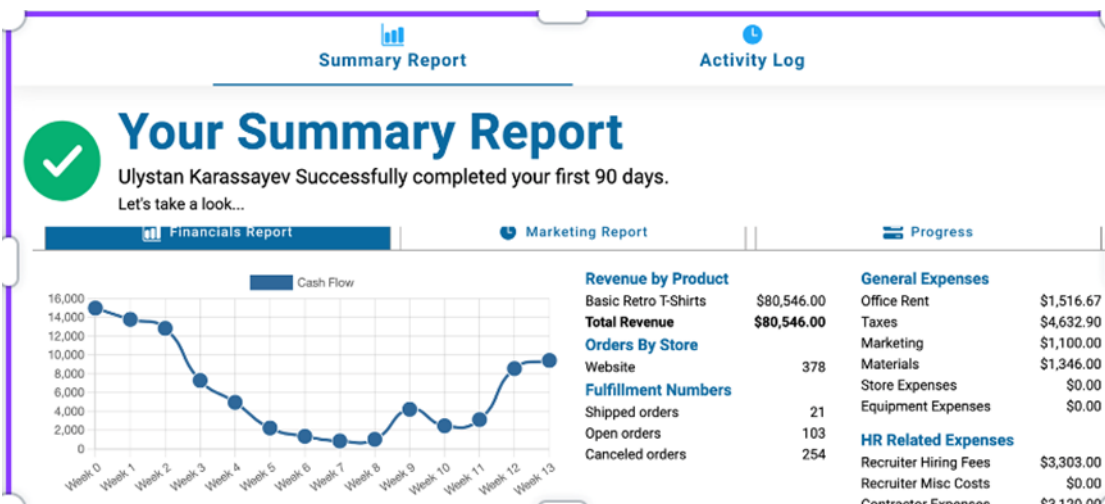 Summary Report
Activity Log
Your Summary Report
Ulystan Karassayev Successfully completed your first 90 days.
Let's take a look...
Financials Report
Marketing Report
Progress
Cash Flow
16,000
14,000
12,000
10,000
8,000
6,000
4,000
2,000
0
Week 0 Week 1 Week 2 Week 3 Week 4 Week 5 Week 6 Week 7 Week 8 Week 9 Week 10 Week 11 Week 12 Week 13
Revenue by Product
Basic Retro T-Shirts $80,546.00
Total Revenue $80,546.00
Orders By Store
Website 378
Fulfillment Numbers
Shipped orders 21
Open orders 103
Canceled orders 254
General Expenses
Office Rent $1,516.67
Taxes $4,632.90
Marketing $1,100.00
Materials $1,346.00
Store Expenses $0.00
Equipment Expenses $0.00
HR Related Expenses
Recruiter Hiring Fees $3,303.00
Recruiter Misc Costs $0.00
Contractor Expenses $3,120.00